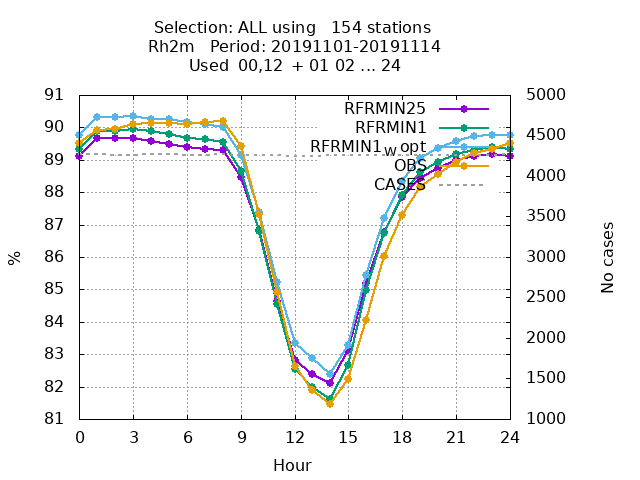 Selection: ALL using 154 stations
Rh2m Period: 20191101-20191114
Used 00,12 + 01 02 ... 24
91 5000
RFRMIN25
90 4500
RFRMIN1
RFRMIN1_w opt
89 4000
OBS
CASES
88 3500
87 3000
86 2500
85 2000
84 1500
83 1000
82
81
%
No cases
0 3 6 9 12 15 18 21 24
Hour